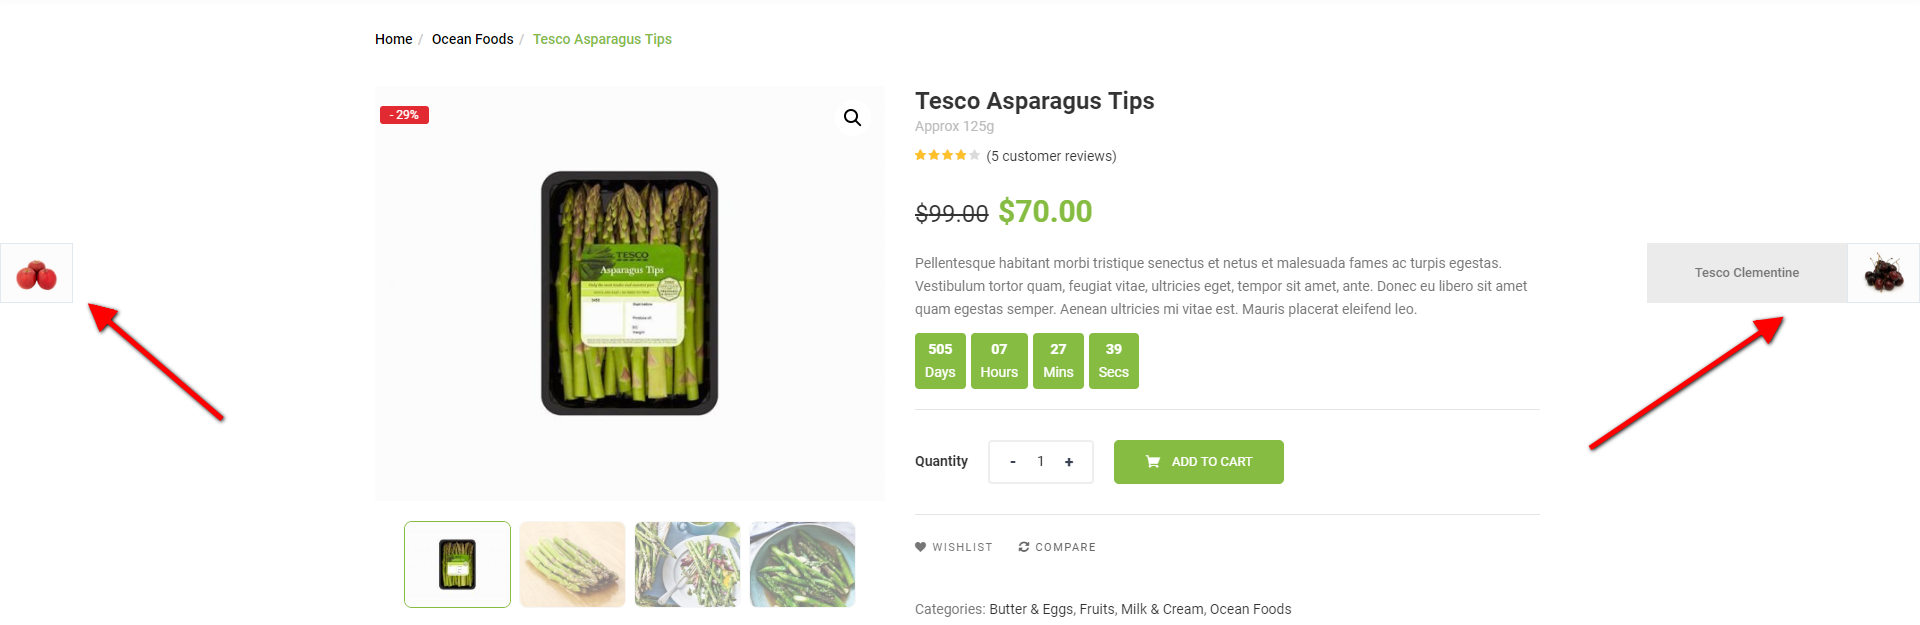 Home / Ocean Foods / Tesco Asparagus Tips
- 29%
TESCO
Asparagus Tips
Tesco Asparagus Tips
Approx 125g
(5 customer reviews)
$99.00 $70.00
Pellentesque habitant morbi tristique senectus et netus et malesuada fames ac turpis egestas.
Vestibulum tortor quam, feugiat vitae, ultricies eget, tempor sit amet, ante. Donec eu libero sit amet
quam egestas semper. Aenean ultricies mi vitae est. Mauris placerat eleifend leo.
505 07 27 39
Days Hours Mins Secs
Quantity - 1 + ADD TO CART
WISHLIST COMPARE
Categories: Butter & Eggs, Fruits, Milk & Cream, Ocean Foods
Tesco Clementine